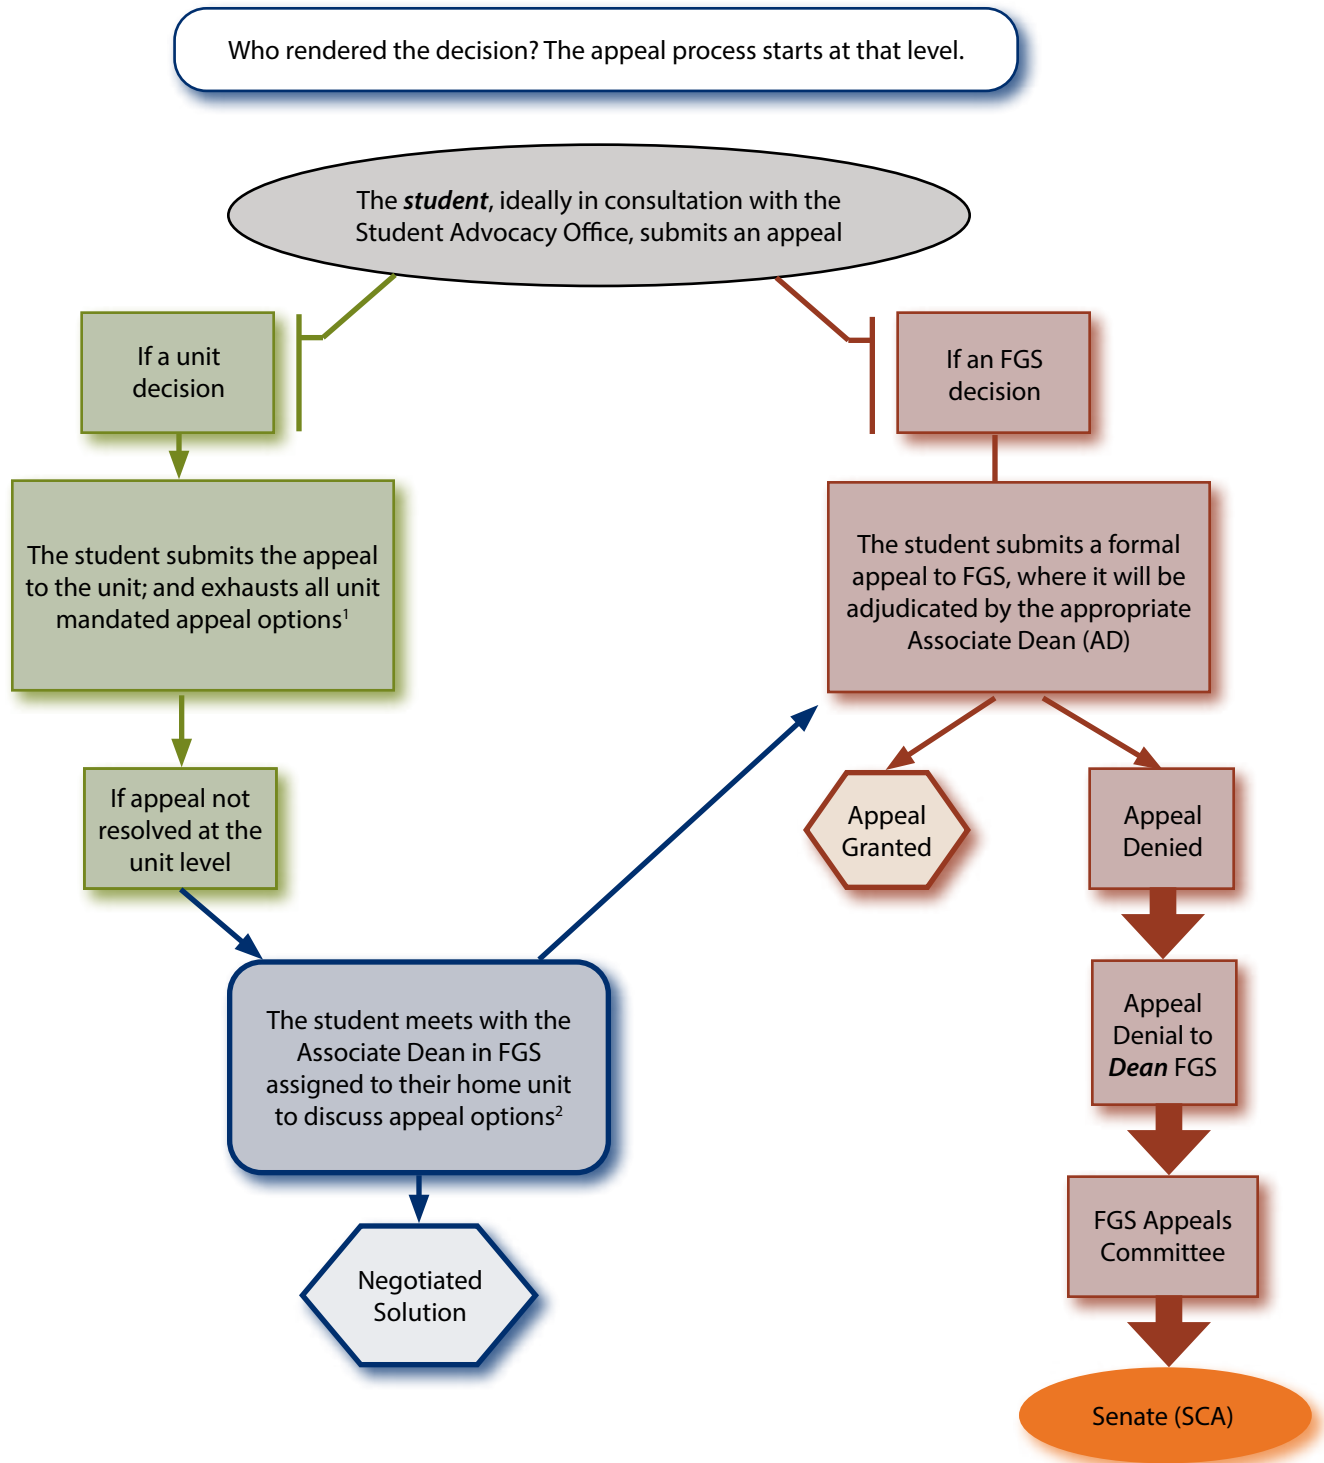 Who rendered the decision? The appeal process starts at that level.
The student, ideally in consultation with the
Student Advocacy Office, submits an appeal
If a unit
decision
If an FGS
decision
The student submits the appeal
to the unit; and exhausts all unit
mandated appeal options¹
The student submits a formal
appeal to FGS, where it will be
adjudicated by the appropriate
Associate Dean (AD)
If appeal not
resolved at the
unit level
Appeal
Granted
Appeal
Denied
The student meets with the
Associate Dean in FGS
assigned to their home unit
to discuss appeal options²
Appeal
Denial to
Dean FGS
Negotiated
Solution
FGS Appeals
Committee
Senate (SCA)